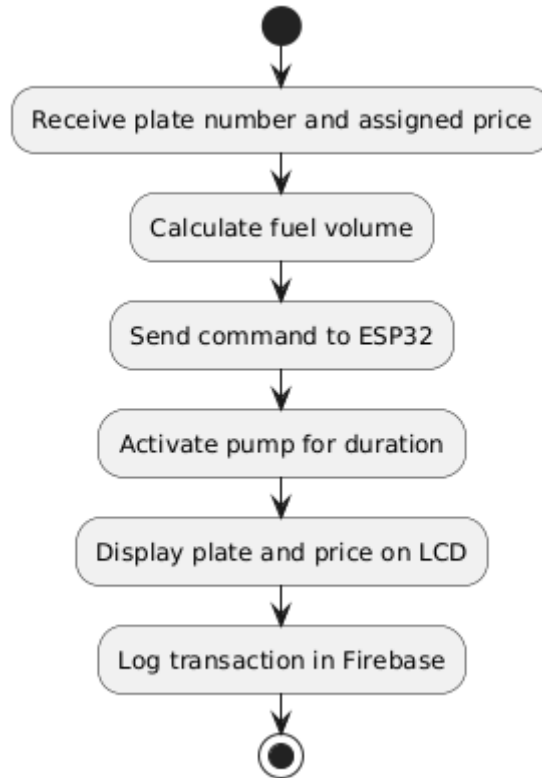 Receive plate number and assigned price
Calculate fuel volume
Send command to ESP32
Activate pump for duration
Display plate and price on LCD
Log transaction in Firebase